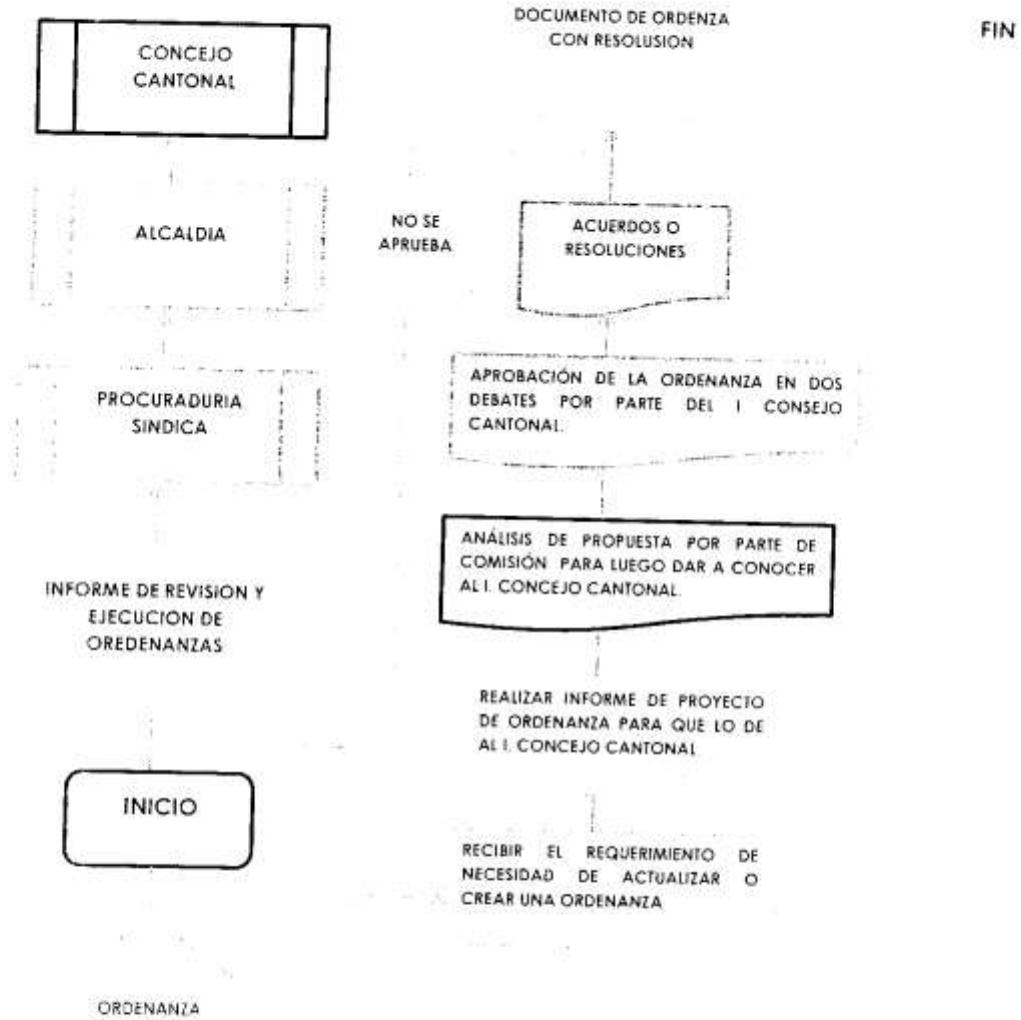 CONCEJO
CANTONAL
ALCALDIA
PROCURADURIA
SINDICA
INFORME DE REVISION Y
EJECUCION DE
OREDENANZAS
INICIO
ORDENANZA
NO SE
APRUEBA
DOCUMENTO DE ORDENZA
CON RESOLUSION
ACUERDOS O
RESOLUCIONES
APROBACIÓN DE LA ORDENANZA EN DOS
DEBATES POR PARTE DEL I CONSEJO
CANTONAL.
ANÁLISIS DE PROPUESTA POR PARTE DE
COMISIÓN PARA LUEGO DAR A CONOCER
AL I. CONCEJO CANTONAL.
REALIZAR INFORME DE PROYECTO
DE ORDENANZA PARA QUE LO DE
AL I. CONCEJO CANTONAL
RECIBIR EL REQUERIMIENTO DE
NECESIDAD DE ACTUALIZAR O
CREAR UNA ORDENANZA
FIN